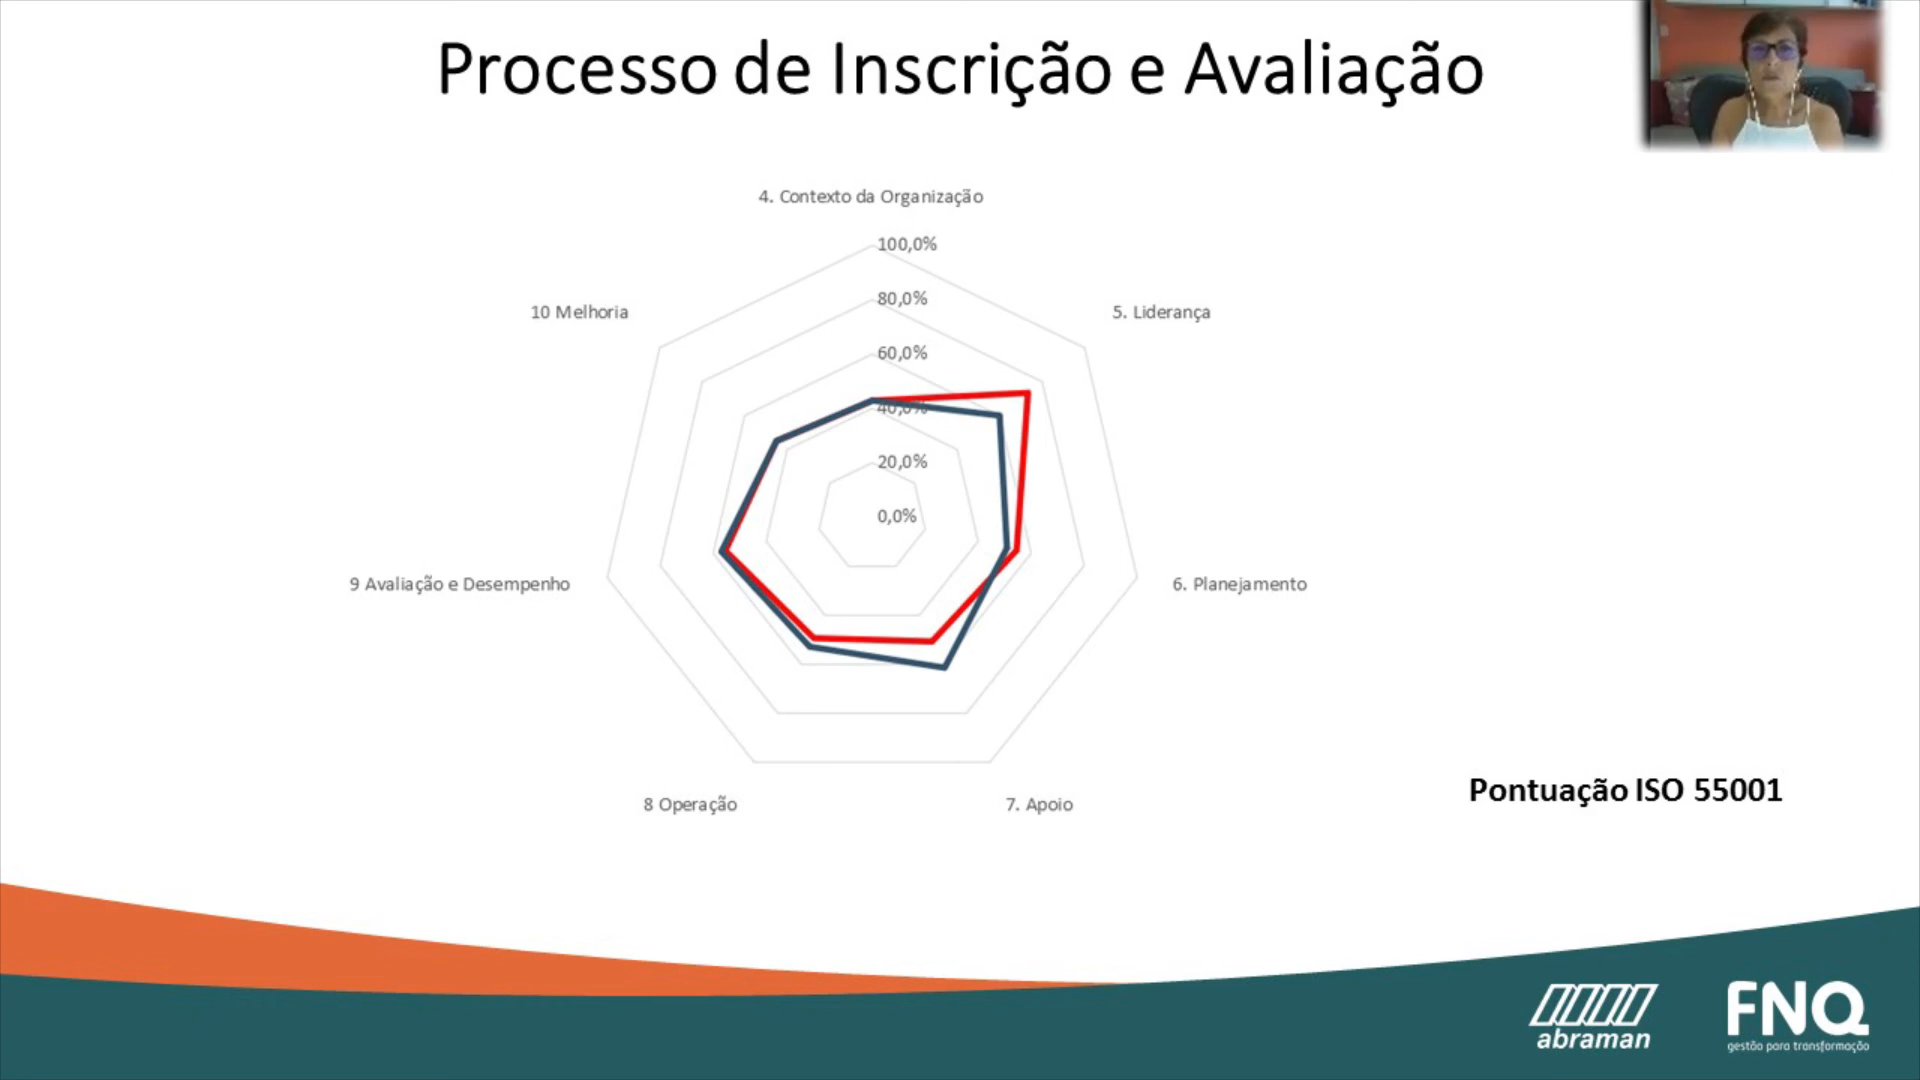 Processo de Inscrição e Avaliação
4. Contexto da Organização
100,0%
80,0%
60,0%
40,0%
20,0%
0,0%
10 Melhoria
5. Liderança
9 Avaliação e Desempenho
6. Planejamento
8 Operação
7. Apoio
Pontuação ISO 55001
abraman
FNQ
gestão para transformação